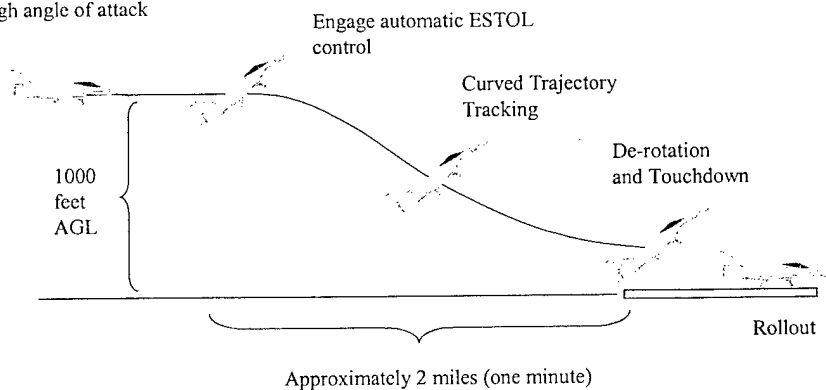 angle of attack
Engage automatic ESTOL
control
Curved Trajectory
Tracking
De-rotation
and Touchdown
1000
feet
AGL
Rollout
Approximately 2 miles (one minute)